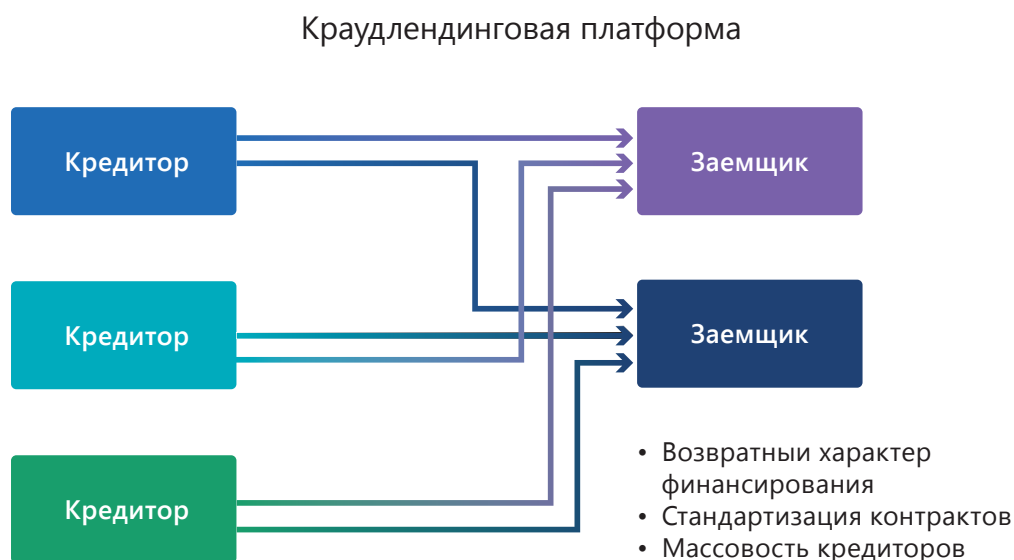 Краудлендинговая платформа
Кредитор
Заемщик
Кредитор
Заемщик
Кредитор
• Возвратныи характер
финансирования
• Стандартизация контрактов
• Массовость кредиторов